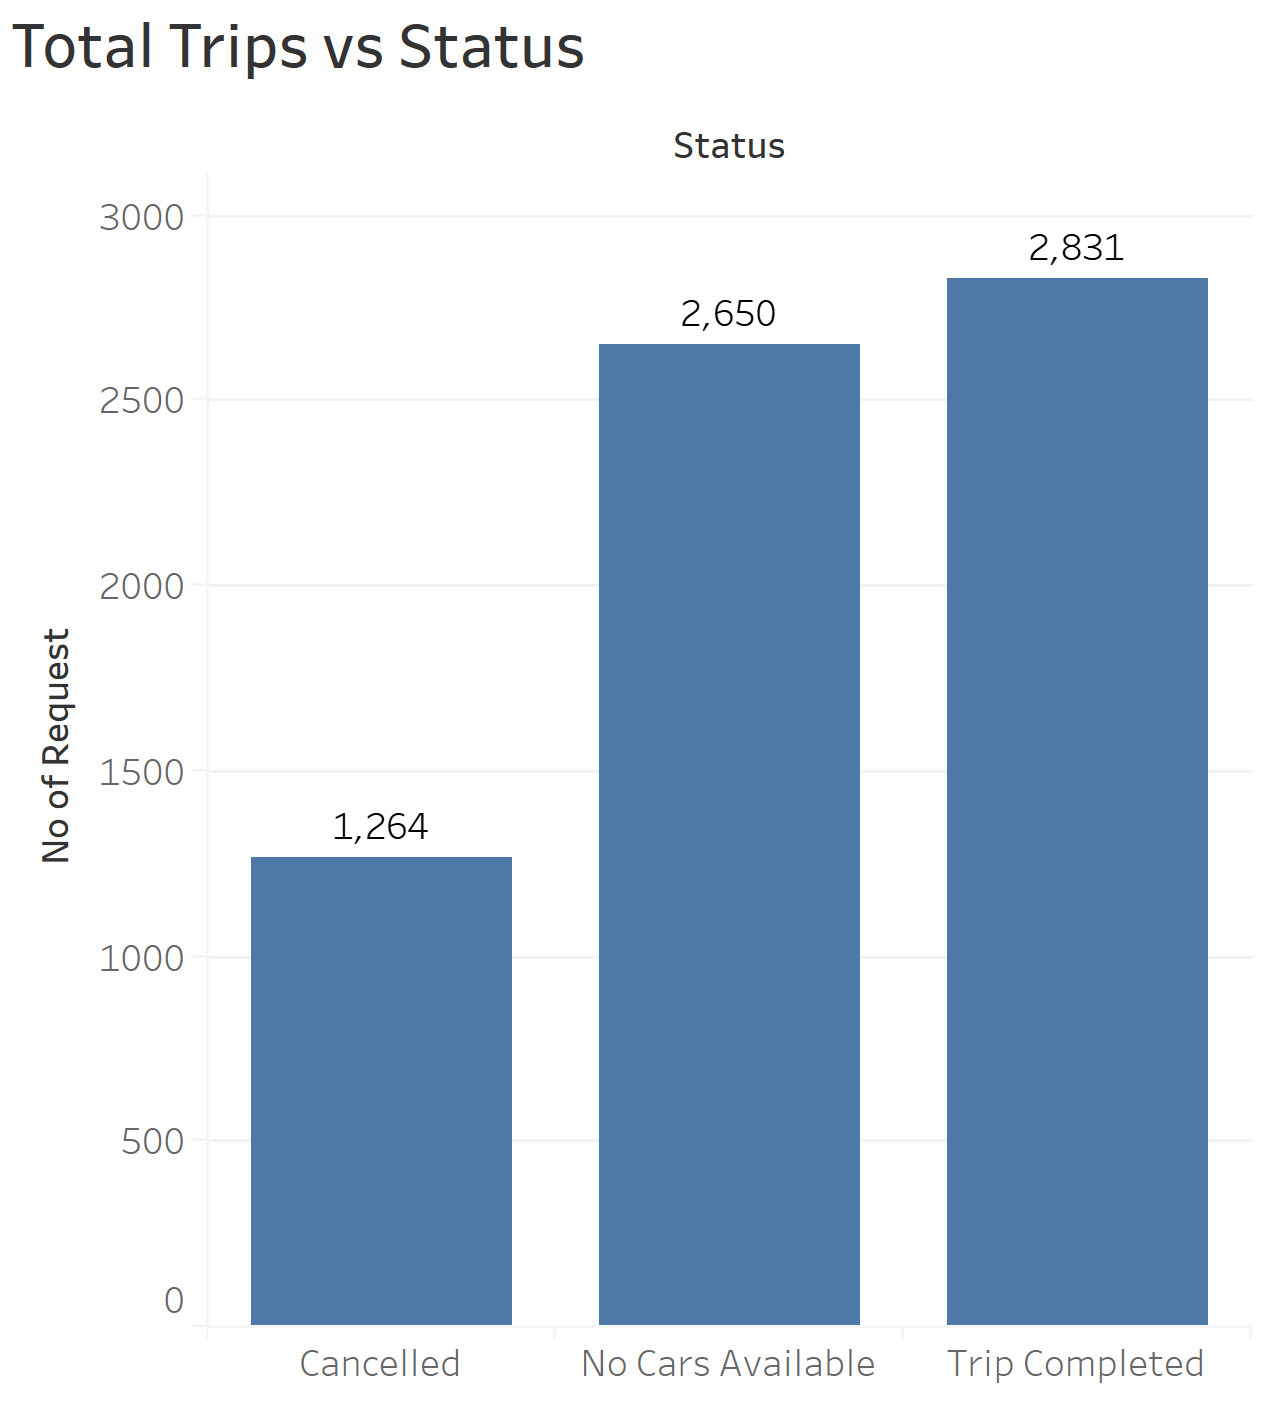 Total Trips vs Status
Status
3000
2,831
2,650
2500
2000
No of Request
1500
1,264
1000
500
0
Cancelled
No Cars Available
Trip Completed